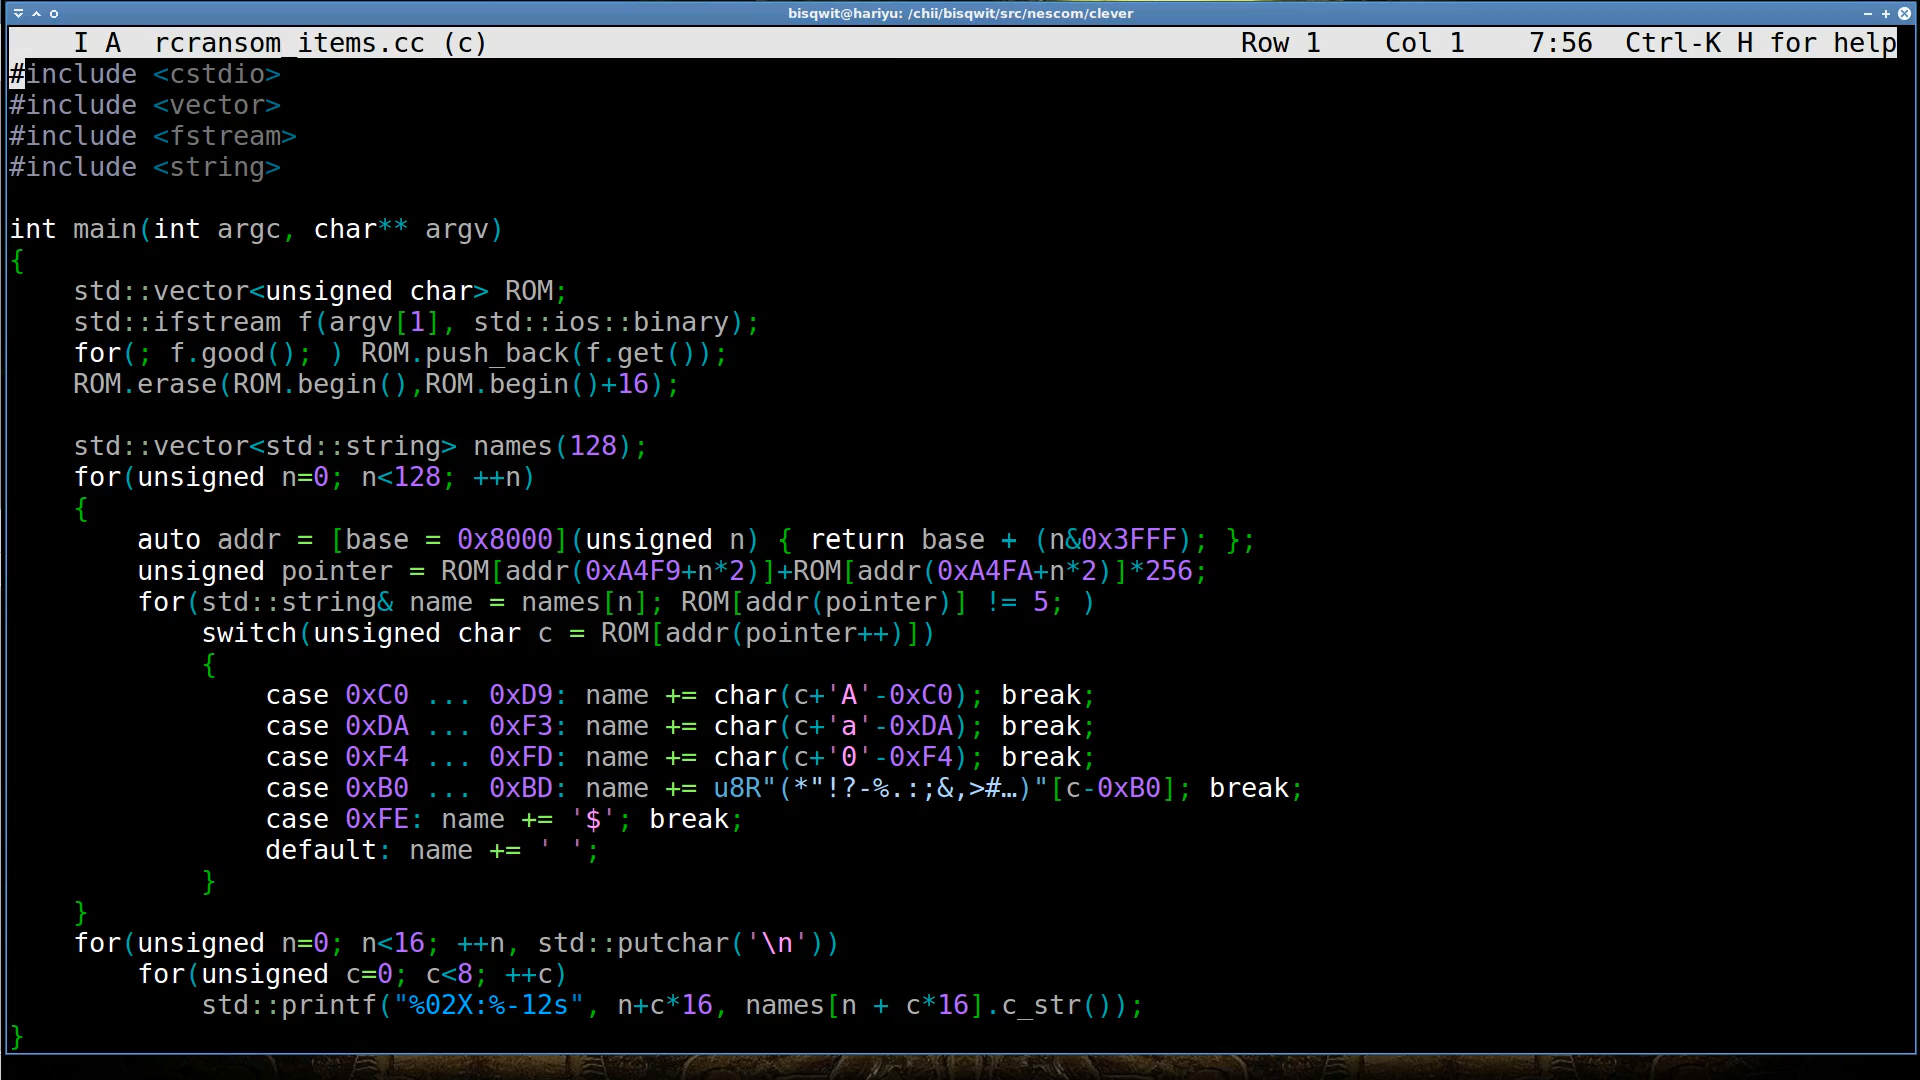 bisqwit@hariyu: /chii/bisqwit/src/nescom/clever
    I A  rcransom_items.cc (c)    Row 1    Col 1    7:56  Ctrl-K H for help
#include <cstdio>
#include <vector>
#include <fstream>
#include <string>

int main(int argc, char** argv)
{
    std::vector<unsigned char> ROM;
    std::ifstream f(argv[1], std::ios::binary);
    for(; f.good(); ) ROM.push_back(f.get());
    ROM.erase(ROM.begin(),ROM.begin()+16);

    std::vector<std::string> names(128);
    for(unsigned n=0; n<128; ++n)
    {
        auto addr = [base = 0x8000](unsigned n) { return base + (n&0x3FFF); };
        unsigned pointer = ROM[addr(0xA4F9+n*2)]+ROM[addr(0xA4FA+n*2)]*256;
        for(std::string& name = names[n]; ROM[addr(pointer)] != 5; )
            switch(unsigned char c = ROM[addr(pointer++)])
            {
                case 0xC0 ... 0xD9: name += char(c+'A'-0xC0); break;
                case 0xDA ... 0xF3: name += char(c+'a'-0xDA); break;
                case 0xF4 ... 0xFD: name += char(c+'0'-0xF4); break;
                case 0xB0 ... 0xBD: name += u8R"(*"!?-%.:;&,>#…)"[c-0xB0]; break;
                case 0xFE: name += '$'; break;
                default: name += ' ';
            }
    }
    for(unsigned n=0; n<16; ++n, std::putchar('\n'))
        for(unsigned c=0; c<8; ++c)
            std::printf("%02X:%-12s", n+c*16, names[n + c*16].c_str());
}